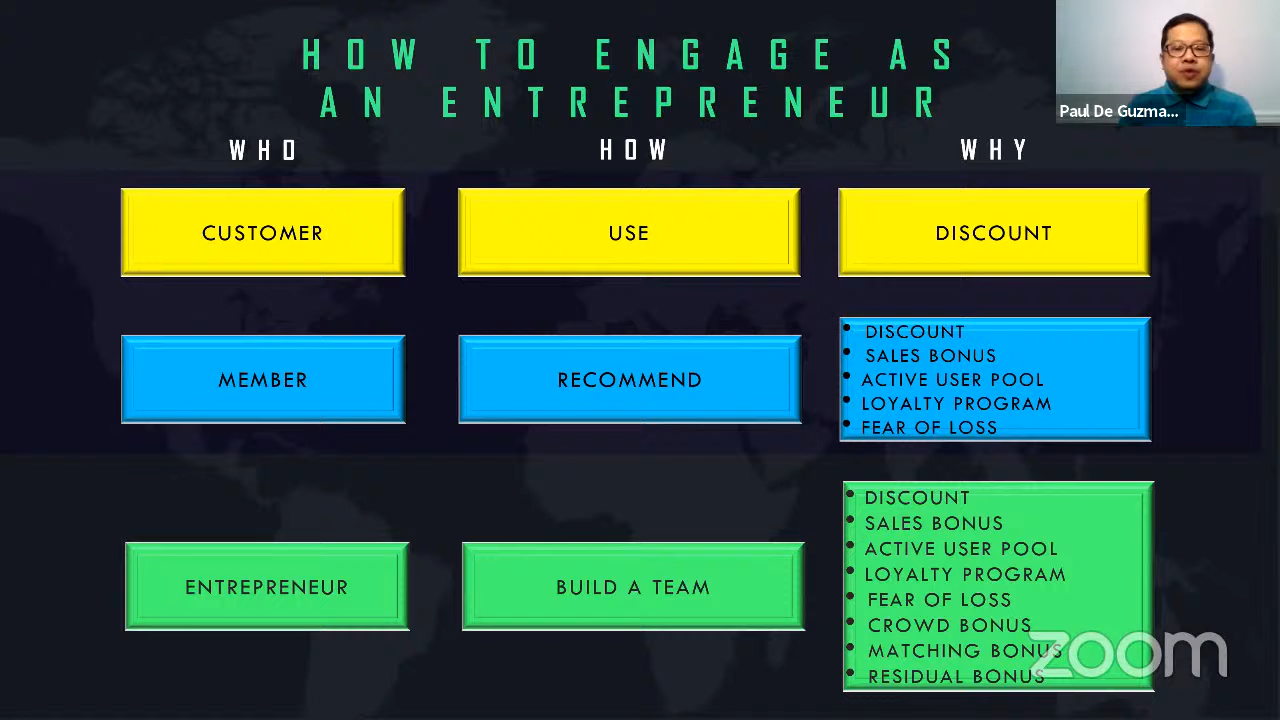 HOW TO ENGAGE AS
AN ENTREPRENEUR
Paul De Guzma...
WHO
HOW
WHY
CUSTOMER
USE
DISCOUNT
MEMBER
RECOMMEND
• DISCOUNT
• SALES BONUS
• ACTIVE USER POOL
• LOYALTY PROGRAM
• FEAR OF LOSS
ENTREPRENEUR
BUILD A TEAM
• DISCOUNT
• SALES BONUS
• ACTIVE USER POOL
• LOYALTY PROGRAM
• FEAR OF LOSS
• CROWD BONUS
• MATCHING BONUS
• RESIDUAL BONUS
zoom